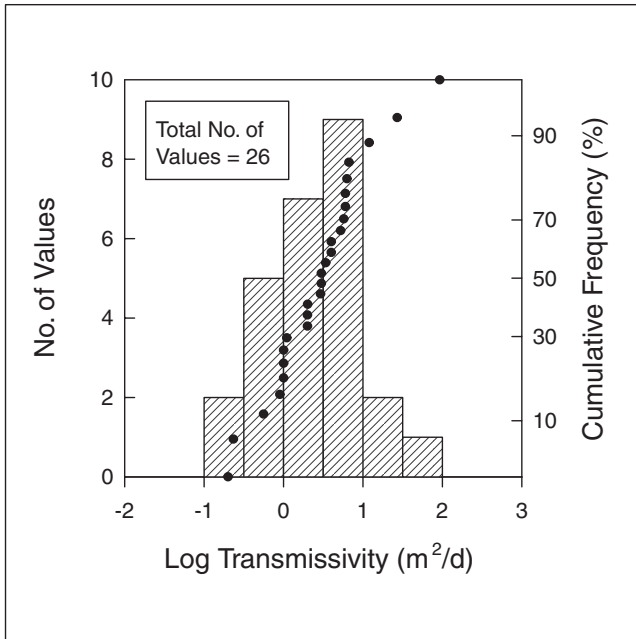 Total No. of
Values = 26
No. of Values
10
8
6
4
2
0
90
70
50
30
10
Cumulative Frequency (%)
-2 -1 0 1 2 3
Log Transmissivity (m²/d)